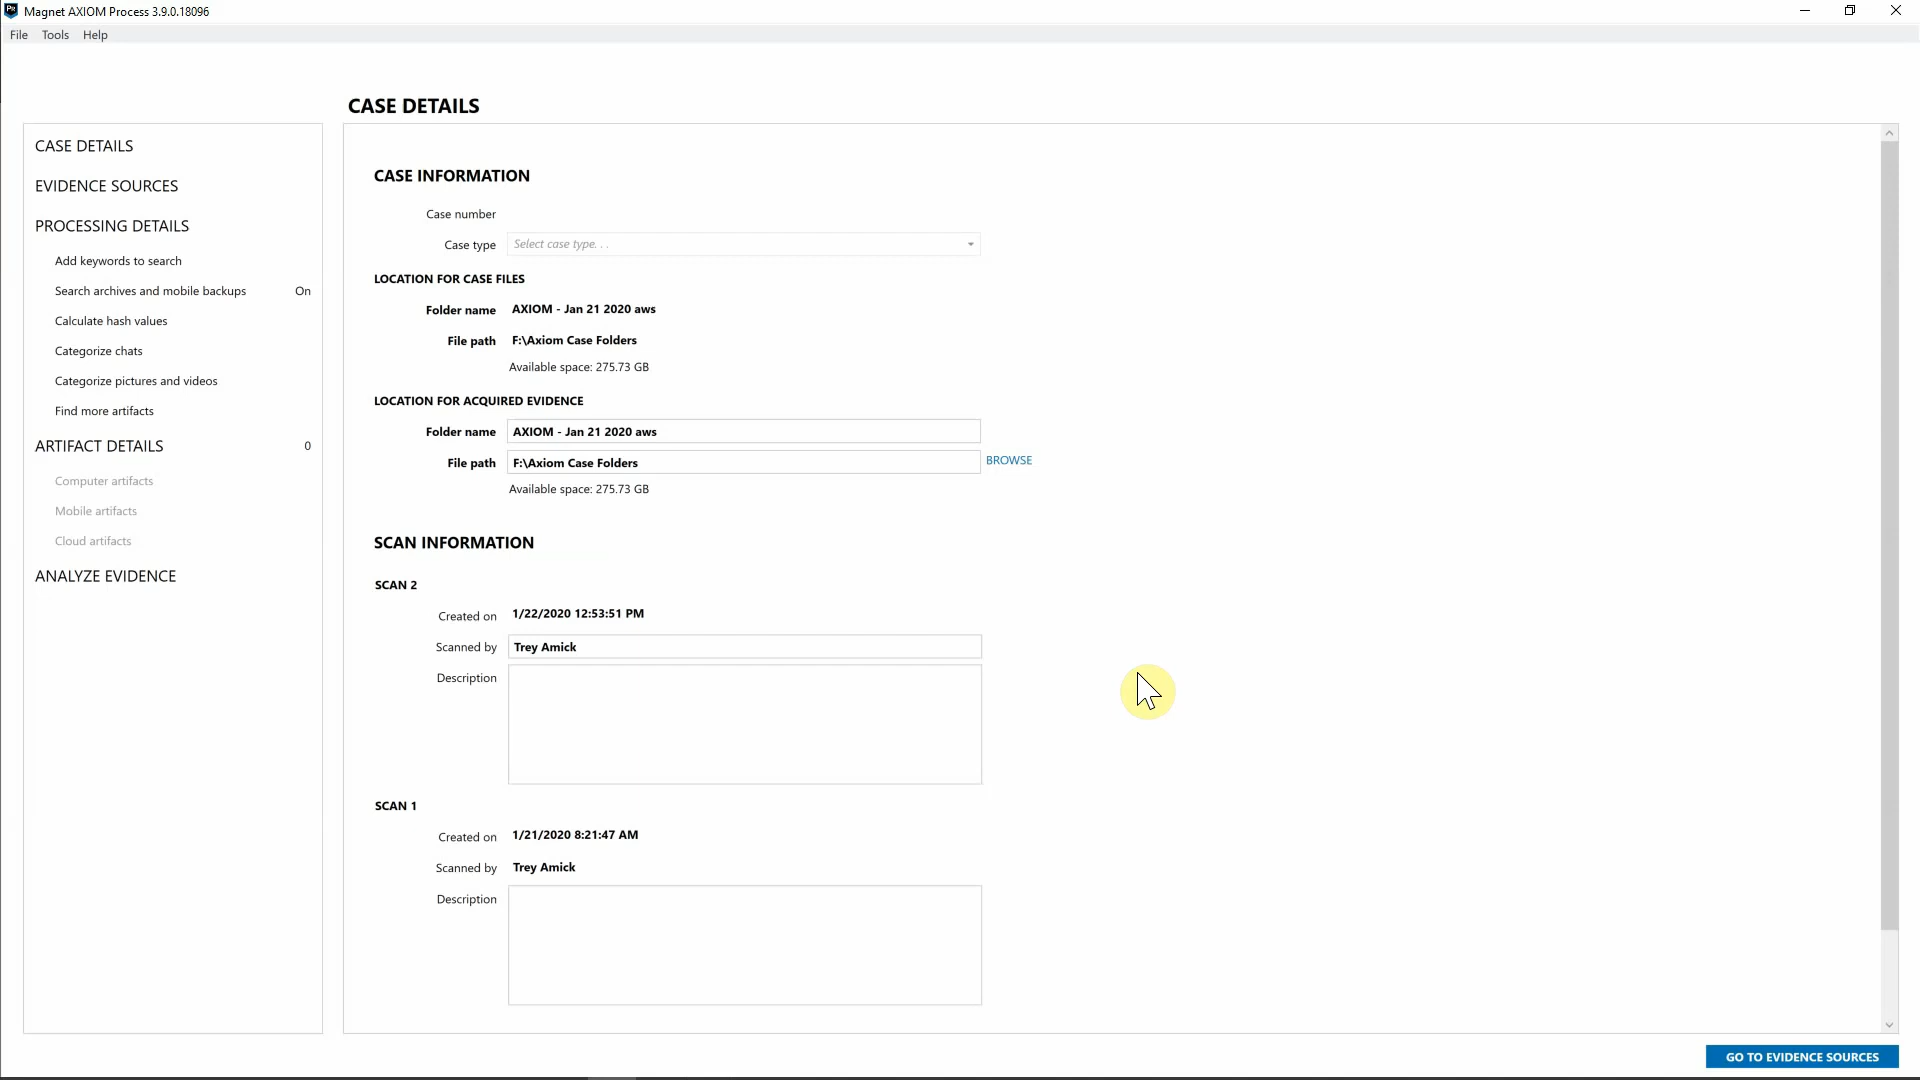 Magnet AXIOM Process 3.9.0.18096
File Tools Help
CASE DETAILS
CASE DETAILS
EVIDENCE SOURCES
PROCESSING DETAILS
Add keywords to search
Search archives and mobile backups On
Calculate hash values
Categorize chats
Categorize pictures and videos
Find more artifacts
ARTIFACT DETAILS 0
Computer artifacts
Mobile artifacts
Cloud artifacts
ANALYZE EVIDENCE
CASE INFORMATION
Case number
Case type Select case type. . .
LOCATION FOR CASE FILES
Folder name AXIOM - Jan 21 2020 aws
File path F:\Axiom Case Folders
Available space: 275.73 GB
LOCATION FOR ACQUIRED EVIDENCE
Folder name AXIOM - Jan 21 2020 aws
File path F:\Axiom Case Folders BROWSE
Available space: 275.73 GB
SCAN INFORMATION
SCAN 2
Created on 1/22/2020 12:53:51 PM
Scanned by Trey Amick
Description
SCAN 1
Created on 1/21/2020 8:21:47 AM
Scanned by Trey Amick
Description
GO TO EVIDENCE SOURCES